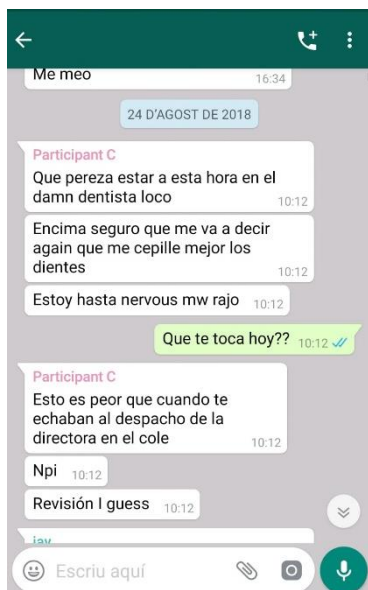 Me meo
16:34
24 D'AGOST DE 2018
Participant C
Que pereza estar a esta hora en el
damn dentista loco
10:12
Encima seguro que me va a decir
again que me cepille mejor los
dientes
10:12
Estoy hasta nervous mw rajo 10:12
Que te toca hoy?? 10:12
Participant C
Esto es peor que cuando te
echaban al despacho de la
directora en el cole
10:12
Npi 10:12
Revisión I guess 10:12
Escriu aquí